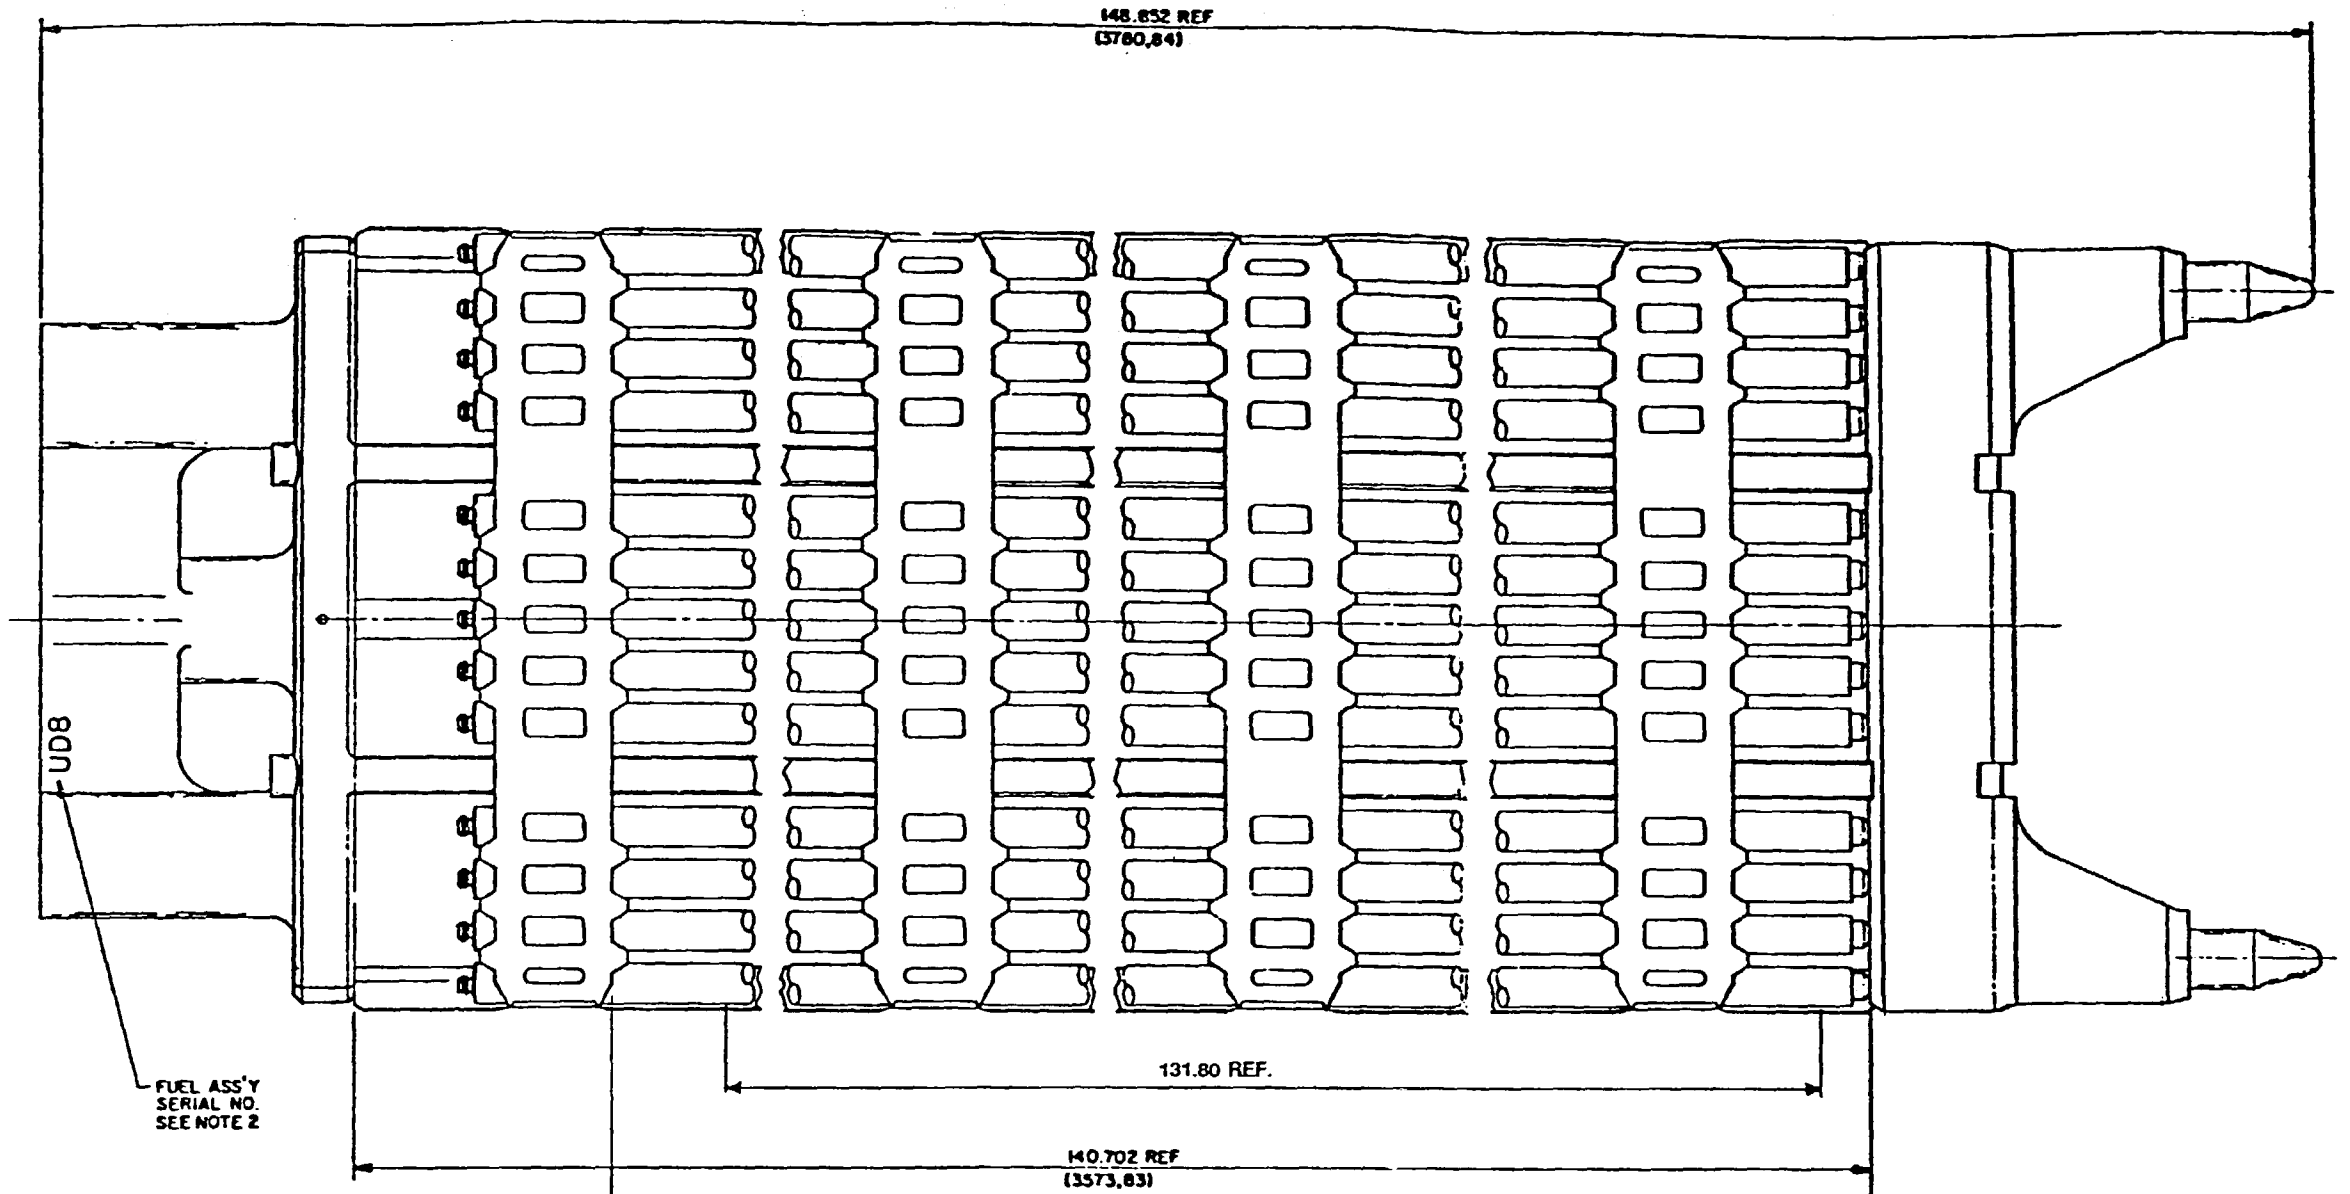 148.852 REF
(3780,84)
UD8
FUEL ASS'Y
SERIAL NO.
SEE NOTE 2
131.80 REF.
140.702 REF
(3573,83)